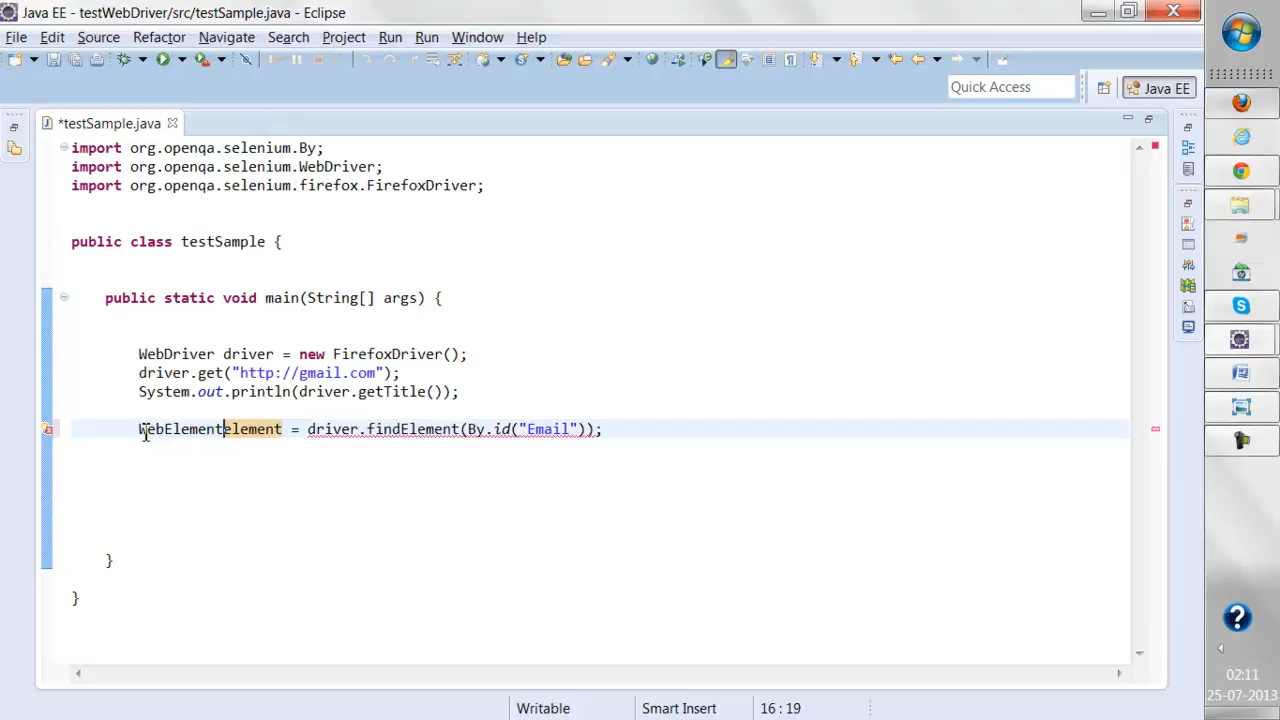 Java EE - testWebDriver/src/testSample.java - Eclipse
File Edit Source Refactor Navigate Search Project Run Run Window Help
Quick Access
Java EE
*testSample.java
import org.openqa.selenium.By;
import org.openqa.selenium.WebDriver;
import org.openqa.selenium.firefox.FirefoxDriver;
public class testSample {
public static void main(String[] args) {
WebDriver driver = new FirefoxDriver();
driver.get("http://gmail.com");
System.out.println(driver.getTitle());
WebElementelement = driver.findElement(By.id("Email"));
}
}
Writable
Smart Insert
16 : 19
02:11
25-07-2013